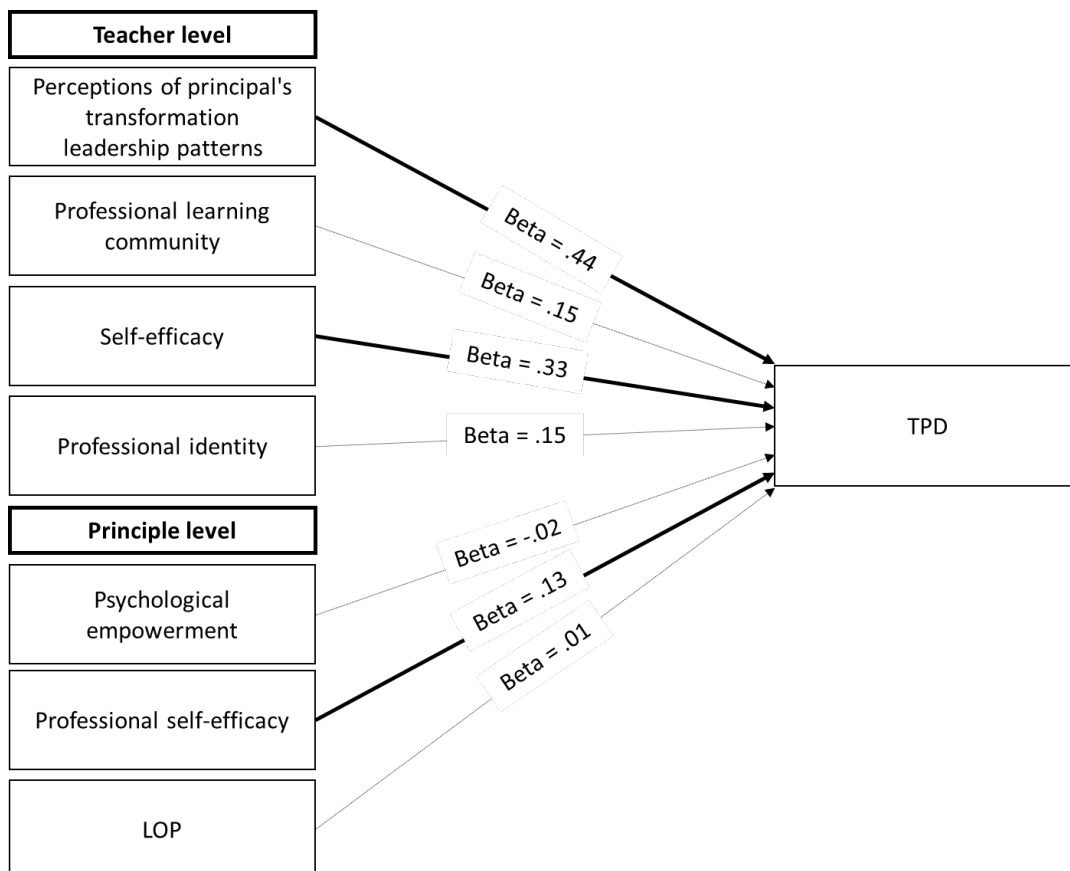 Teacher level
Perceptions of principal's
transformation
leadership patterns
Professional learning
community
Self-efficacy
Professional identity
Principle level
Psychological
empowerment
Professional self-efficacy
LOP
Beta = .44
Beta = .15
Beta = .33
Beta = .15
Beta = -.02
Beta = .13
Beta = .01
TPD